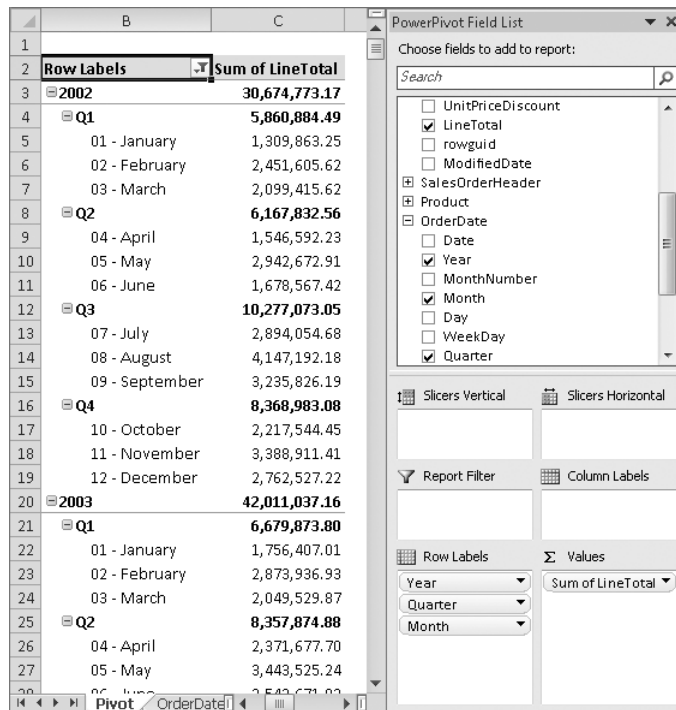 B C
1
2 Row Labels Sum of LineTotal
3 2002 30,674,773.17
4 Q1 5,860,884.49
5 01 - January 1,309,863.25
6 02 - February 2,451,605.62
7 03 - March 2,099,415.62
8 Q2 6,167,832.56
9 04 - April 1,546,592.23
10 05 - May 2,942,672.91
11 06 - June 1,678,567.42
12 Q3 10,277,073.05
13 07 - July 2,894,054.68
14 08 - August 4,147,192.18
15 09 - September 3,235,826.19
16 Q4 8,368,983.08
17 10 - October 2,217,544.45
18 11 - November 3,388,911.41
19 12 - December 2,762,527.22
20 2003 42,011,037.16
21 Q1 6,679,873.80
22 01 - January 1,756,407.01
23 02 - February 2,873,936.93
24 03 - March 2,049,529.87
25 Q2 8,357,874.88
26 04 - April 2,371,677.70
27 05 - May 3,443,525.24
Pivot OrderDate
PowerPivot Field List
Choose fields to add to report:
Search
UnitPriceDiscount
LineTotal
rowguid
ModifiedDate
SalesOrderHeader
Product
OrderDate
Date
Year
MonthNumber
Month
Day
WeekDay
Quarter
Slicers Vertical Slicers Horizontal
Report Filter Column Labels
Row Labels Σ Values
Year Sum of LineTotal
Quarter
Month